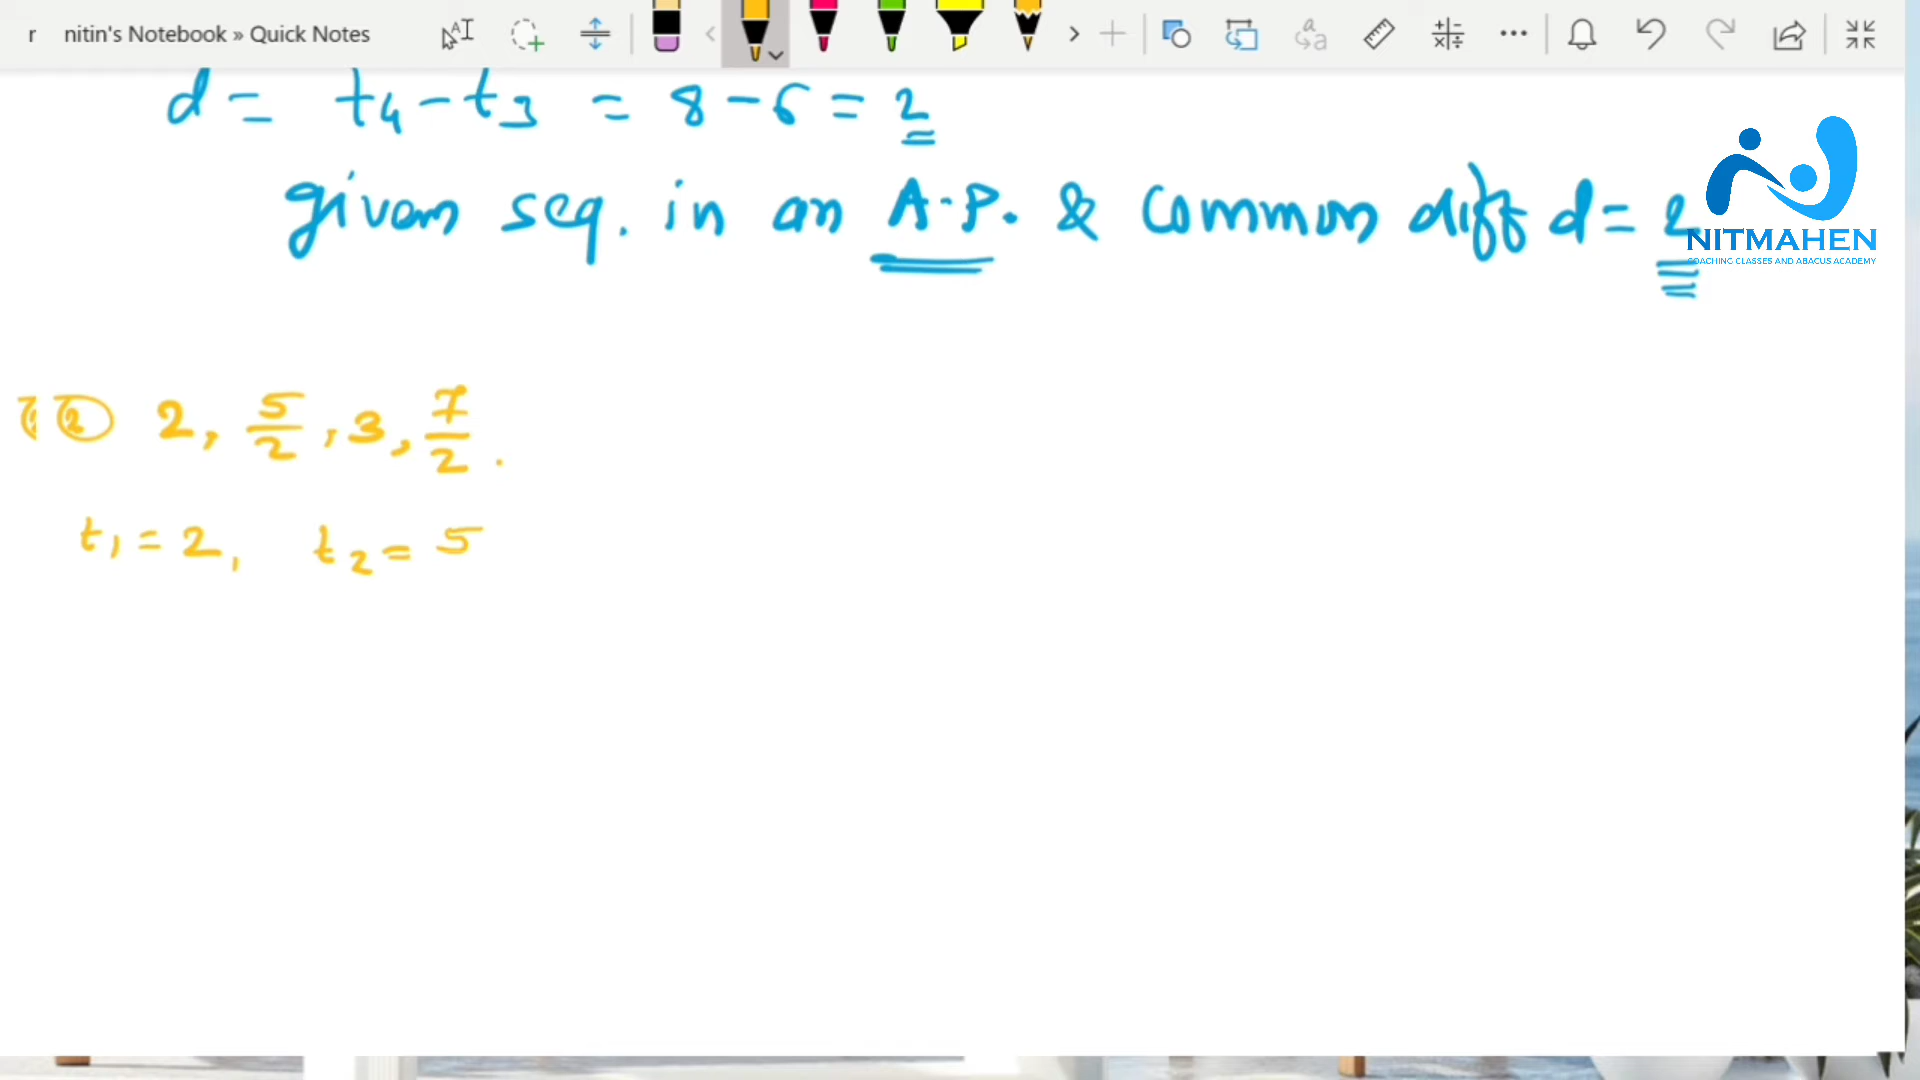 r nitin's Notebook » Quick Notes
d = t4 - t3 = 8 - 6 = 2
given seq. in an A.P. & common diff d = 2
NITMAHEN
COACHING CLASSES AND ABACUS ACADEMY
② 2, 5/2, 3, 7/2.
t1 = 2, t2 = 5